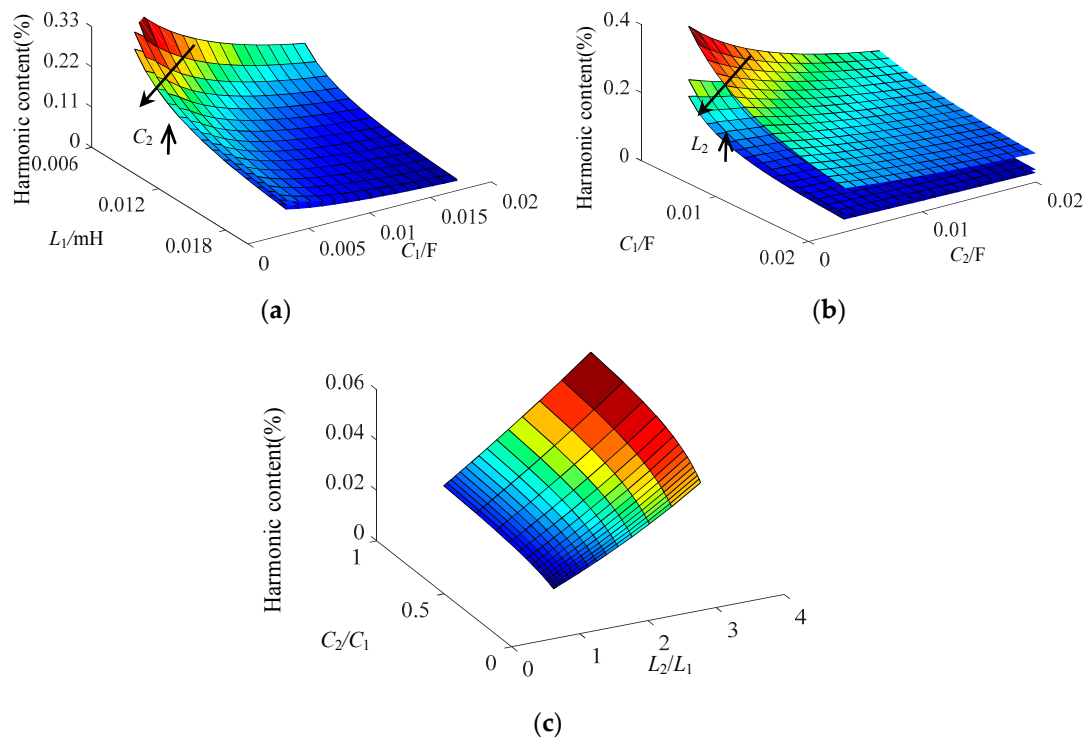 Harmonic content(%)
0.33
0.22
0.11
0
0.006
0.012
0.018
L₁/mH
C₂
0
0.005
0.01
0.015
0.02
C₁/F
(a)
Harmonic content(%)
0.4
0.2
0
0.01
0.02
C₁/F
L₂
0
0.01
0.02
C₂/F
(b)
Harmonic content(%)
0.06
0.04
0.02
0
1
0.5
0
C₂/C₁
0
1
2
3
4
L₂/L₁
(c)